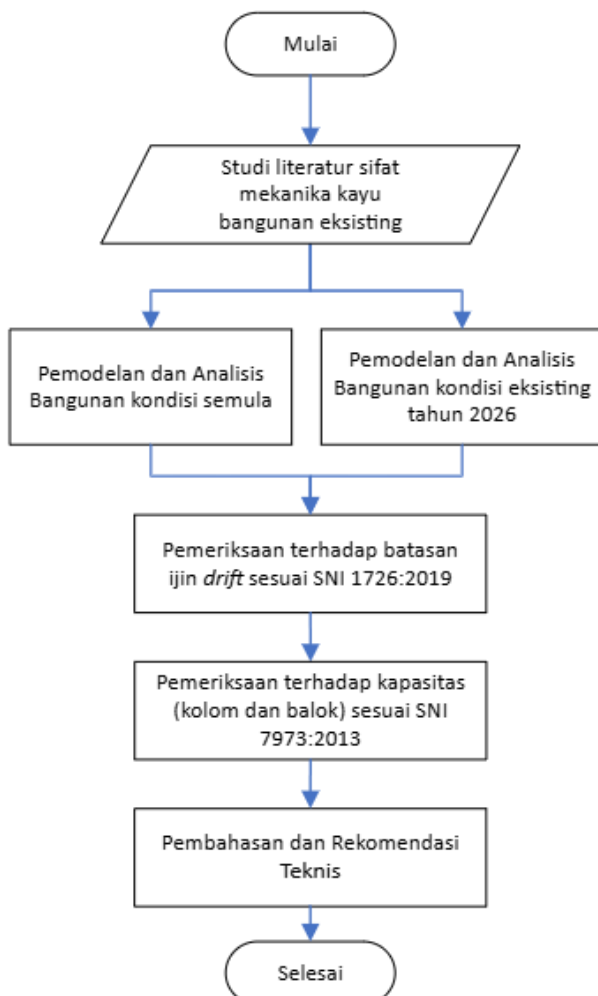 Mulai
Studi literatur sifat
mekanika kayu
bangunan eksisting
Pemodelan dan Analisis
Bangunan kondisi semula
Pemodelan dan Analisis
Bangunan kondisi eksisting
tahun 2026
Pemeriksaan terhadap batasan
ijin drift sesuai SNI 1726:2019
Pemeriksaan terhadap kapasitas
(kolom dan balok) sesuai SNI
7973:2013
Pembahasan dan Rekomendasi
Teknis
Selesai